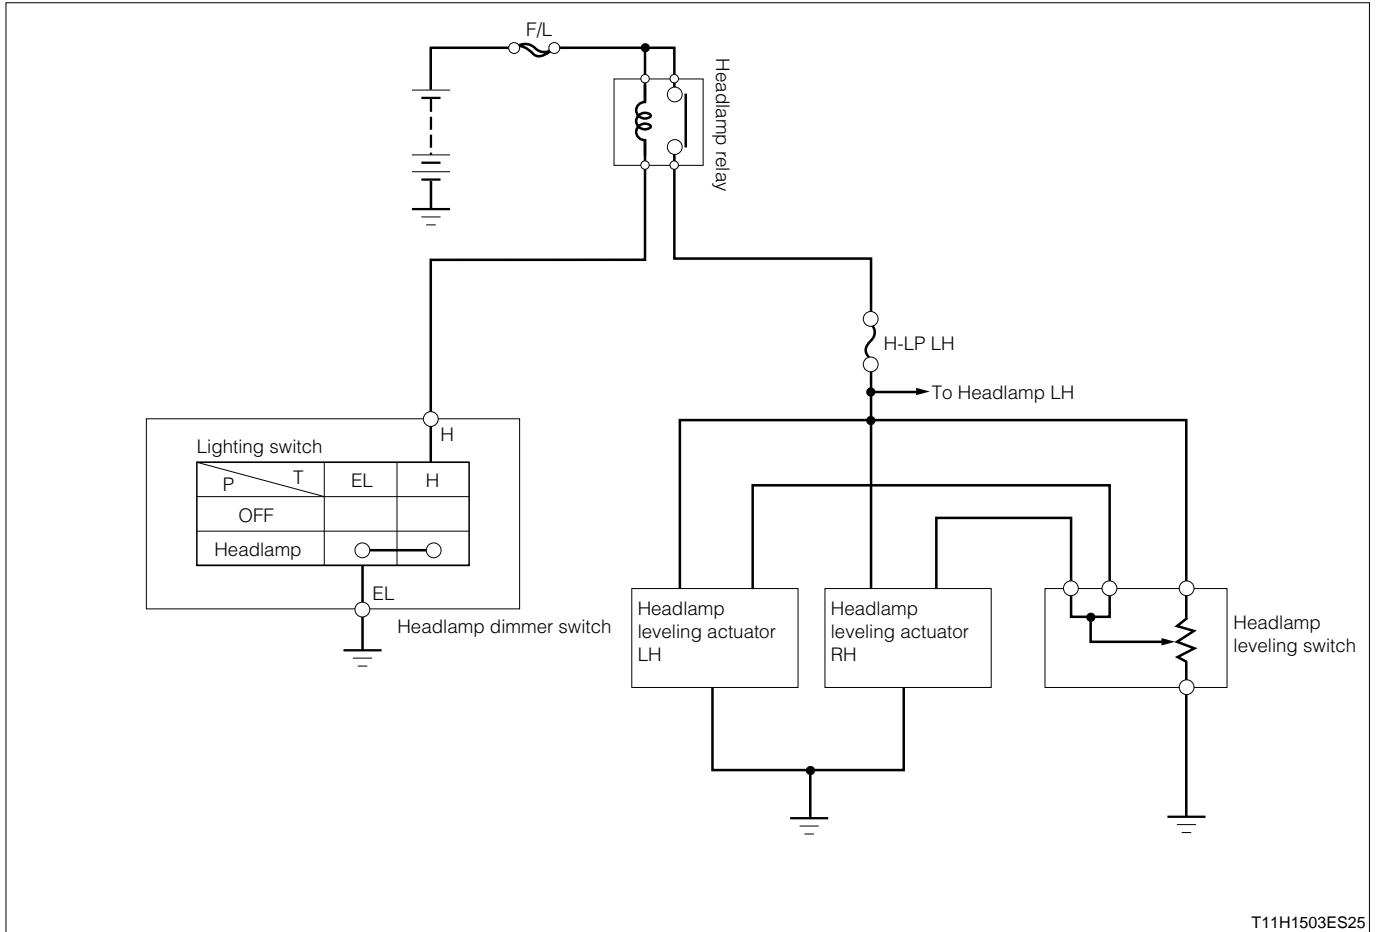 F/L
Headlamp relay
H-LP LH
To Headlamp LH
H
Lighting switch
P T EL H
OFF
Headlamp
EL
Headlamp dimmer switch
Headlamp
leveling actuator
LH
Headlamp
leveling actuator
RH
Headlamp
leveling switch
T11H1503ES25